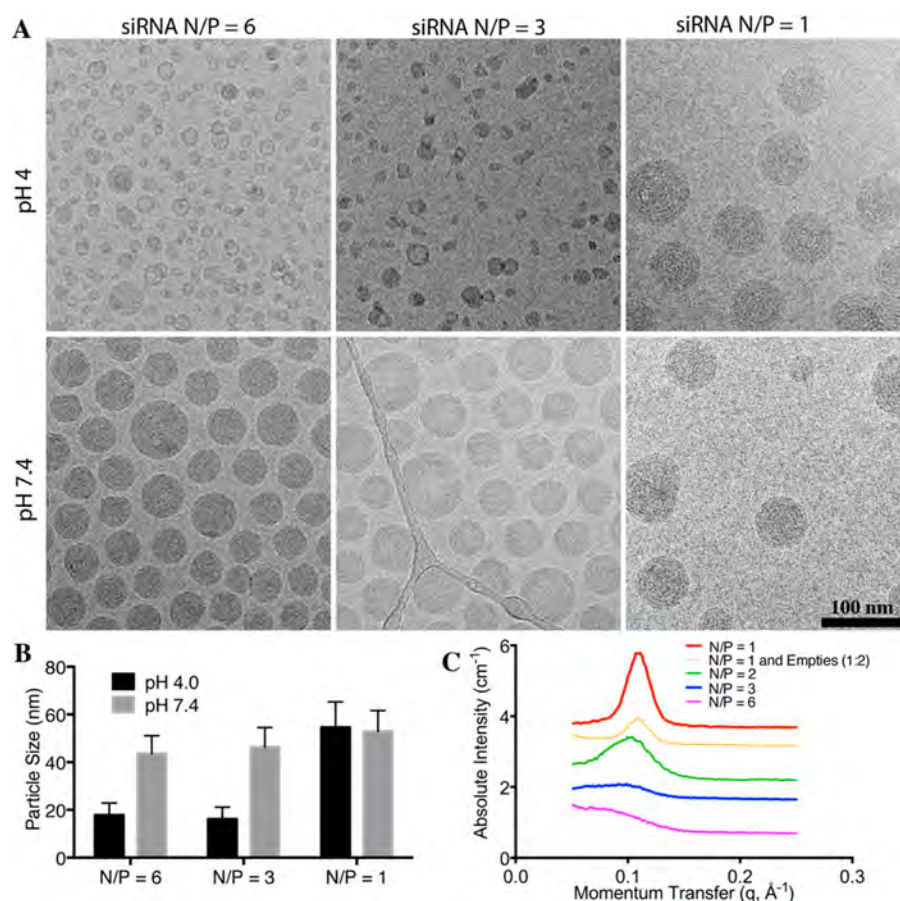 A
siRNA N/P = 6
siRNA N/P = 3
siRNA N/P = 1
pH 4
pH 7.4
100 nm
B
80
60
40
20
0
Particle Size (nm)
pH 4.0
pH 7.4
N/P = 6
N/P = 3
N/P = 1
C
6
4
2
0
Absolute Intensity (cm⁻¹)
N/P = 1
N/P = 1 and Empties (1:2)
N/P = 2
N/P = 3
N/P = 6
0.0
0.1
0.2
0.3
Momentum Transfer (q, Å⁻¹)